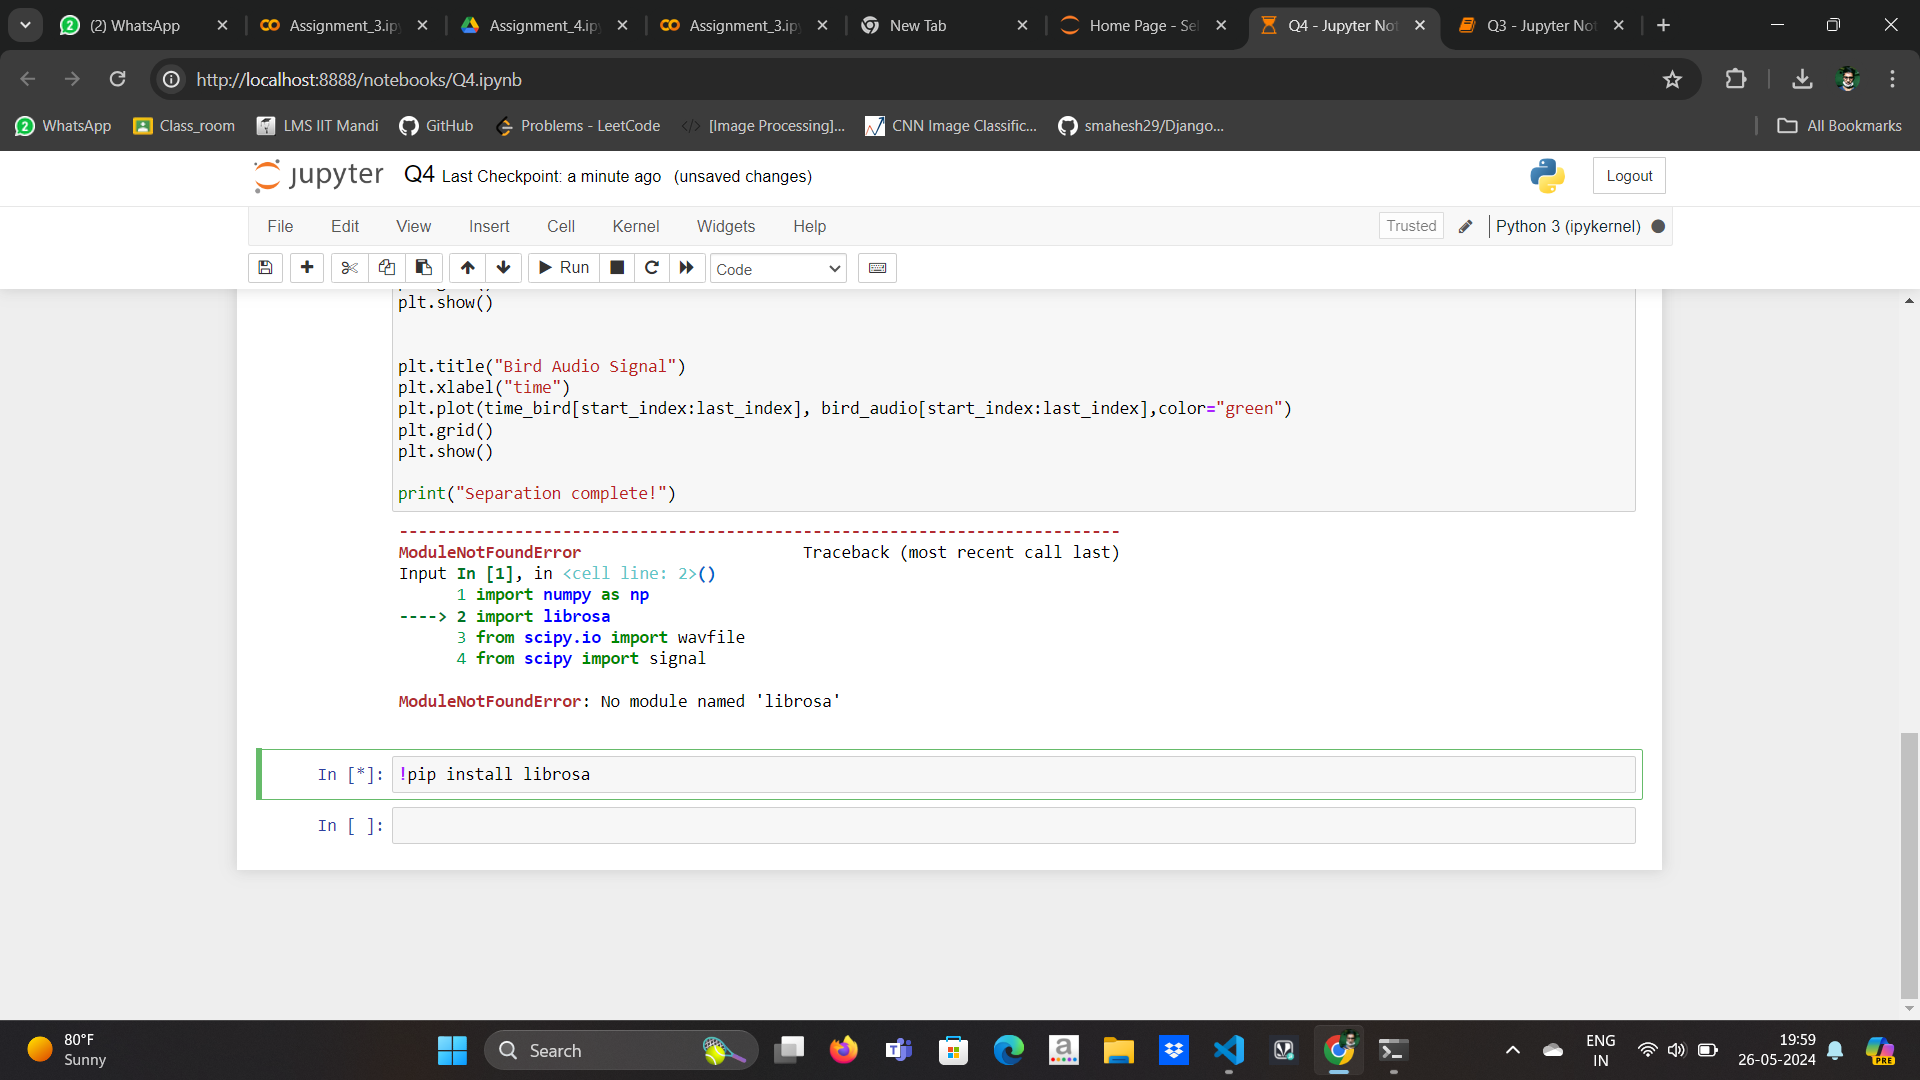 (2) WhatsApp
Assignment_3.ipy
Assignment_4.ipy
Assignment_3.ipy
New Tab
Home Page - Sel
Q4 - Jupyter Not
Q3 - Jupyter Not
http://localhost:8888/notebooks/Q4.ipynb
WhatsApp
Class_room
LMS IIT Mandi
GitHub
Problems - LeetCode
[Image Processing]...
CNN Image Classific...
smahesh29/Django...
All Bookmarks
jupyter Q4 Last Checkpoint: a minute ago (unsaved changes)
Logout
File Edit View Insert Cell Kernel Widgets Help
Trusted
Python 3 (ipykernel)
Run
Code
plt.show()
plt.title("Bird Audio Signal")
plt.xlabel("time")
plt.plot(time_bird[start_index:last_index], bird_audio[start_index:last_index],color="green")
plt.grid()
plt.show()
print("Separation complete!")
---------------------------------------------------------------------------
ModuleNotFoundError                       Traceback (most recent call last)
Input In [1], in <cell line: 2>()
1 import numpy as np
----> 2 import librosa
3 from scipy.io import wavfile
4 from scipy import signal
ModuleNotFoundError: No module named 'librosa'
In [*]: !pip install librosa
In [ ]:
80°F
Sunny
Search
ENG
IN
19:59
26-05-2024
PRE